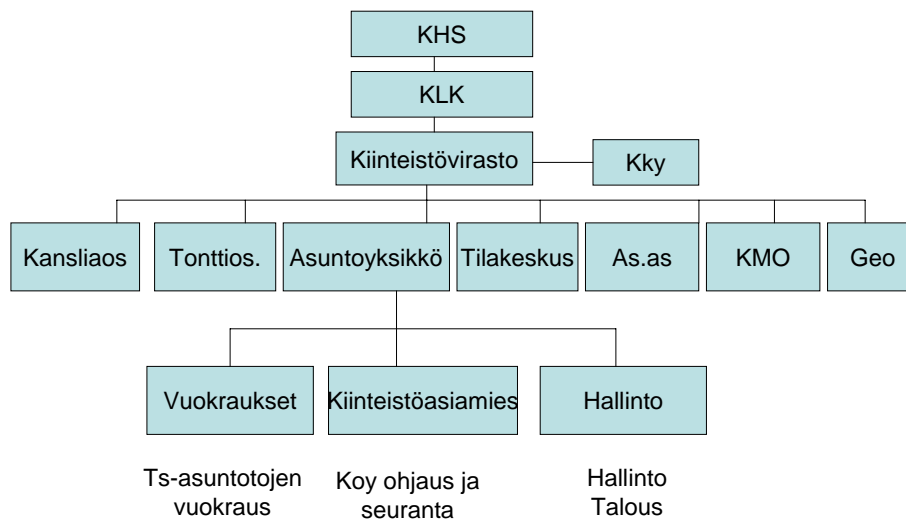 KHS
KLK
Kiinteistövirasto
Kky
Kansliaos
Tonttios.
Asuntoyksikkö
Tilakeskus
As.as
KMO
Geo
Vuokraukset
Kiinteistöasiamies
Hallinto
Ts-asuntotojen
vuokraus
Koy ohjaus ja
seuranta
Hallinto
Talous